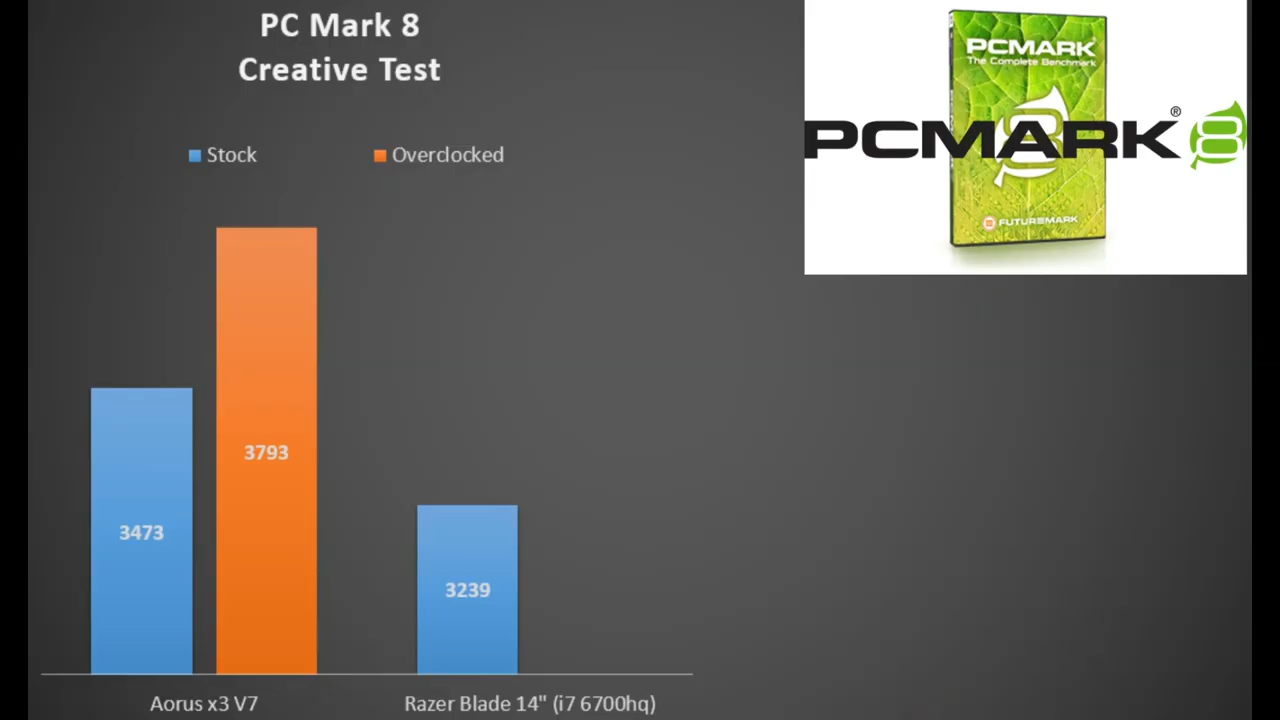 PC Mark 8
Creative Test
Stock
Overclocked
3473
3793
3239
Aorus x3 V7
Razer Blade 14" (i7 6700hq)
PCMARK
The Complete Benchmark
PCMARK® 8
FUTUREMARK